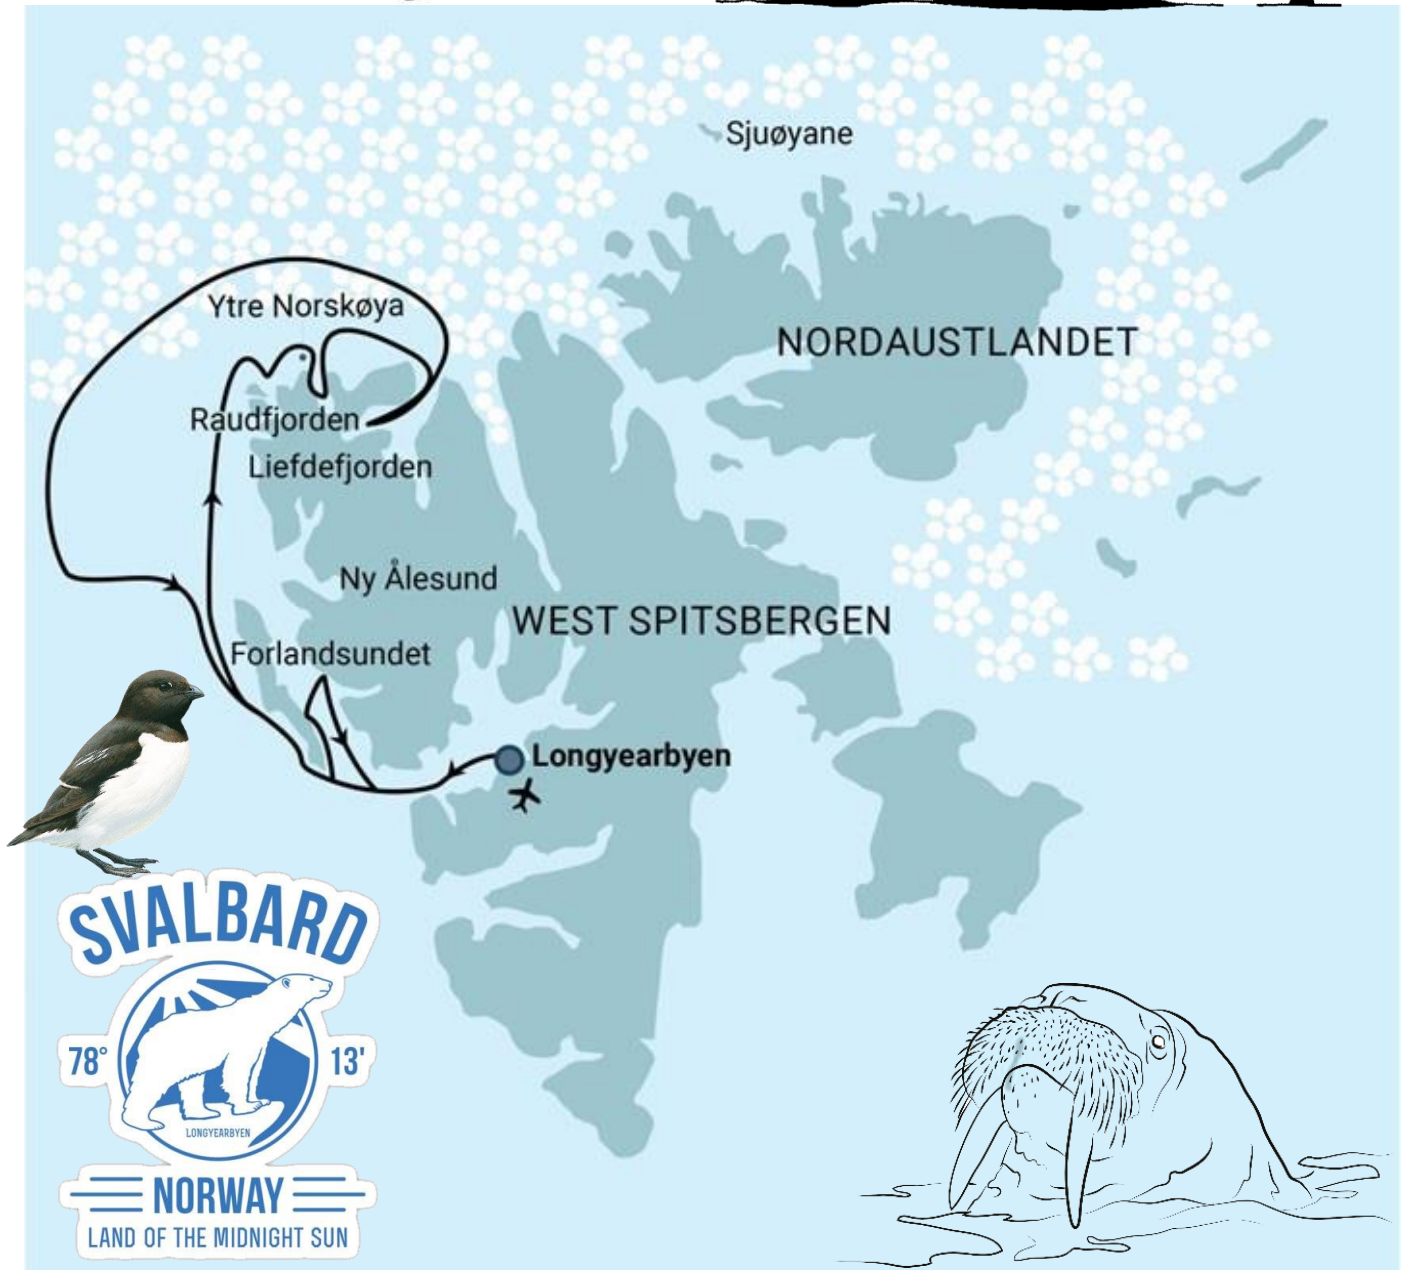 Sjuøyane
Ytre Norskøya
NORDAUSTLANDET
Raudfjorden
Liefdefjorden
Ny Ålesund
WEST SPITSBERGEN
Forlandsundet
Longyearbyen
SVALBARD
78° 13'
LONGYEARBYEN
NORWAY
LAND OF THE MIDNIGHT SUN